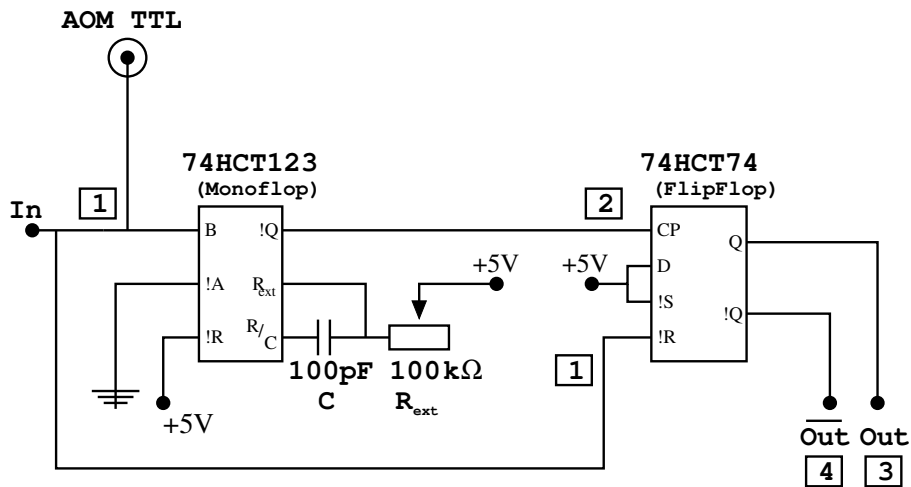 AOM TTL
74HCT123
(Monoflop)
74HCT74
(FlipFlop)
In
1
2
B
!Q
CP
Q
!A
Rext
+5V
+5V
D
!S
!R
R/C
!Q
!R
1
100pF
100kΩ
C
Rext
+5V
Out
Out
4
3